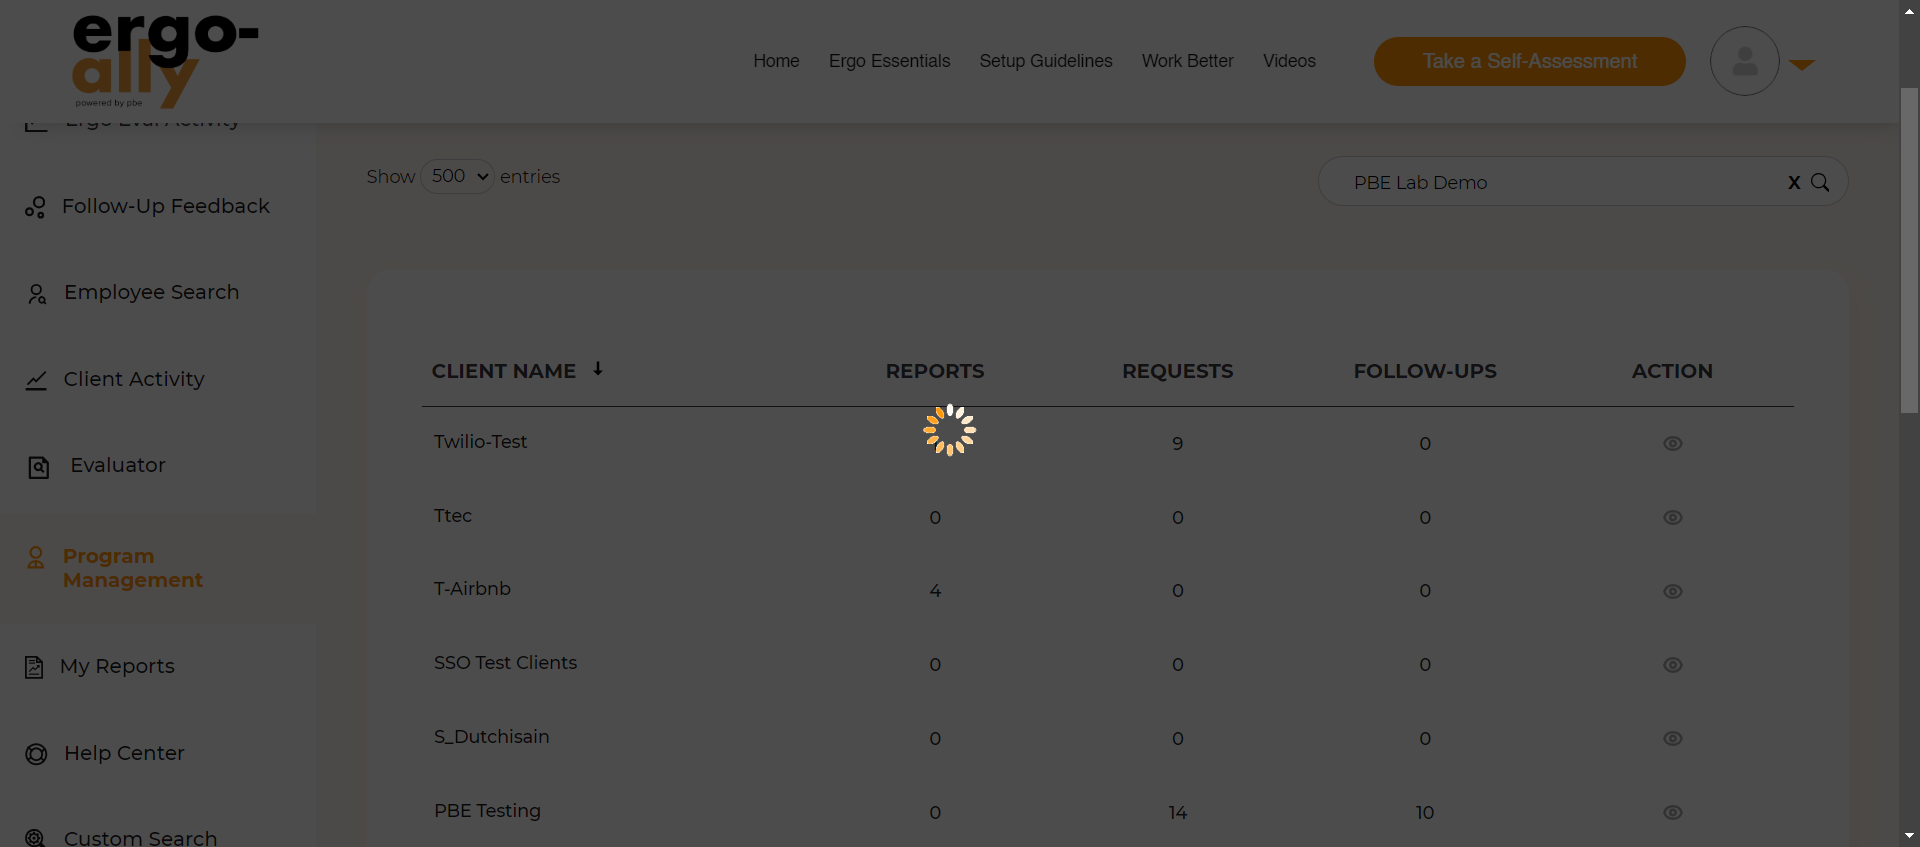 ergo-
ally
powered by pbe
Home Ergo Essentials Setup Guidelines Work Better Videos Take a Self-Assessment
Ergo Eval Activity
Follow-Up Feedback
Employee Search
Client Activity
Evaluator
Program
Management
My Reports
Help Center
Custom Search
Show 500 entries
PBE Lab Demo X
CLIENT NAME REPORTS REQUESTS FOLLOW-UPS ACTION
Twilio-Test 9 0
Ttec 0 0 0
T-Airbnb 4 0 0
SSO Test Clients 0 0 0
S_Dutchisain 0 0 0
PBE Testing 0 14 10